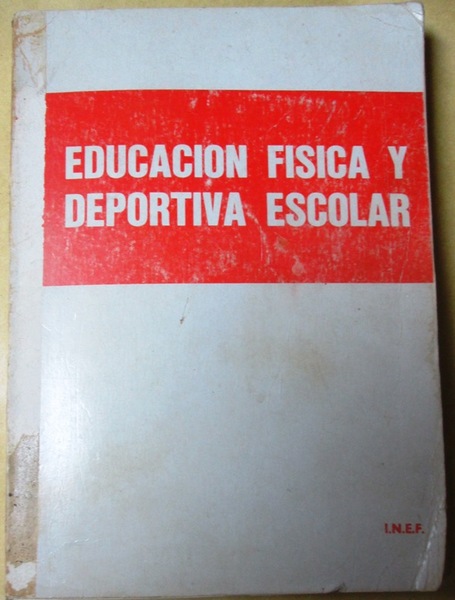 EDUCACION FISICA Y
DEPORTIVA ESCOLAR
I.N.E.F.